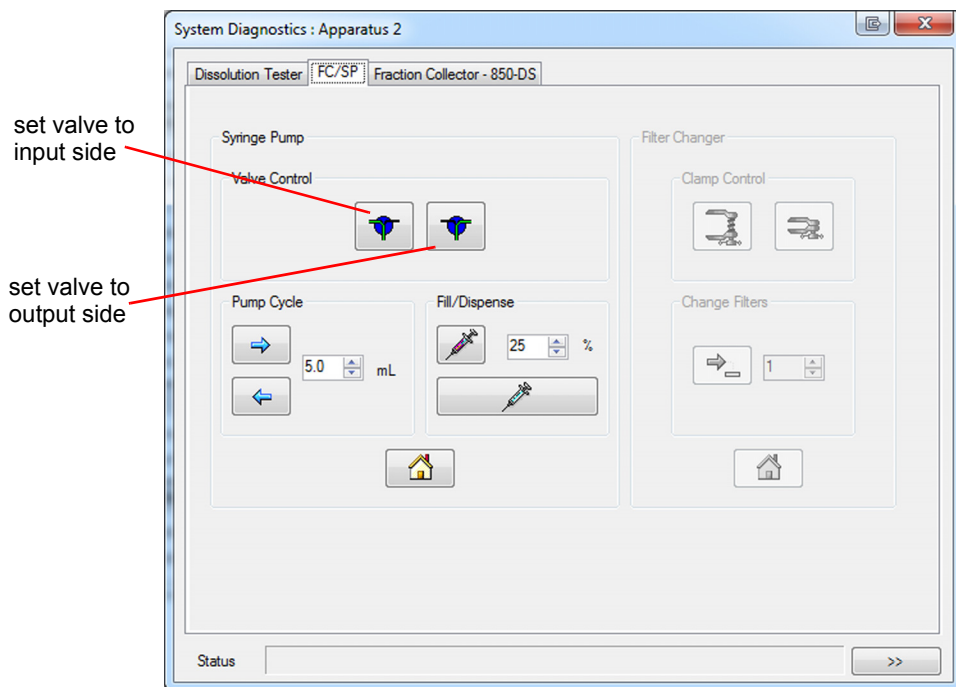 System Diagnostics : Apparatus 2
Dissolution Tester
FC/SP
Fraction Collector - 850-DS
set valve to
input side
set valve to
output side
Syringe Pump
Valve Control
Pump Cycle
5.0
mL
Fill/Dispense
25
%
Filter Changer
Clamp Control
Change Filters
1
Status
>>